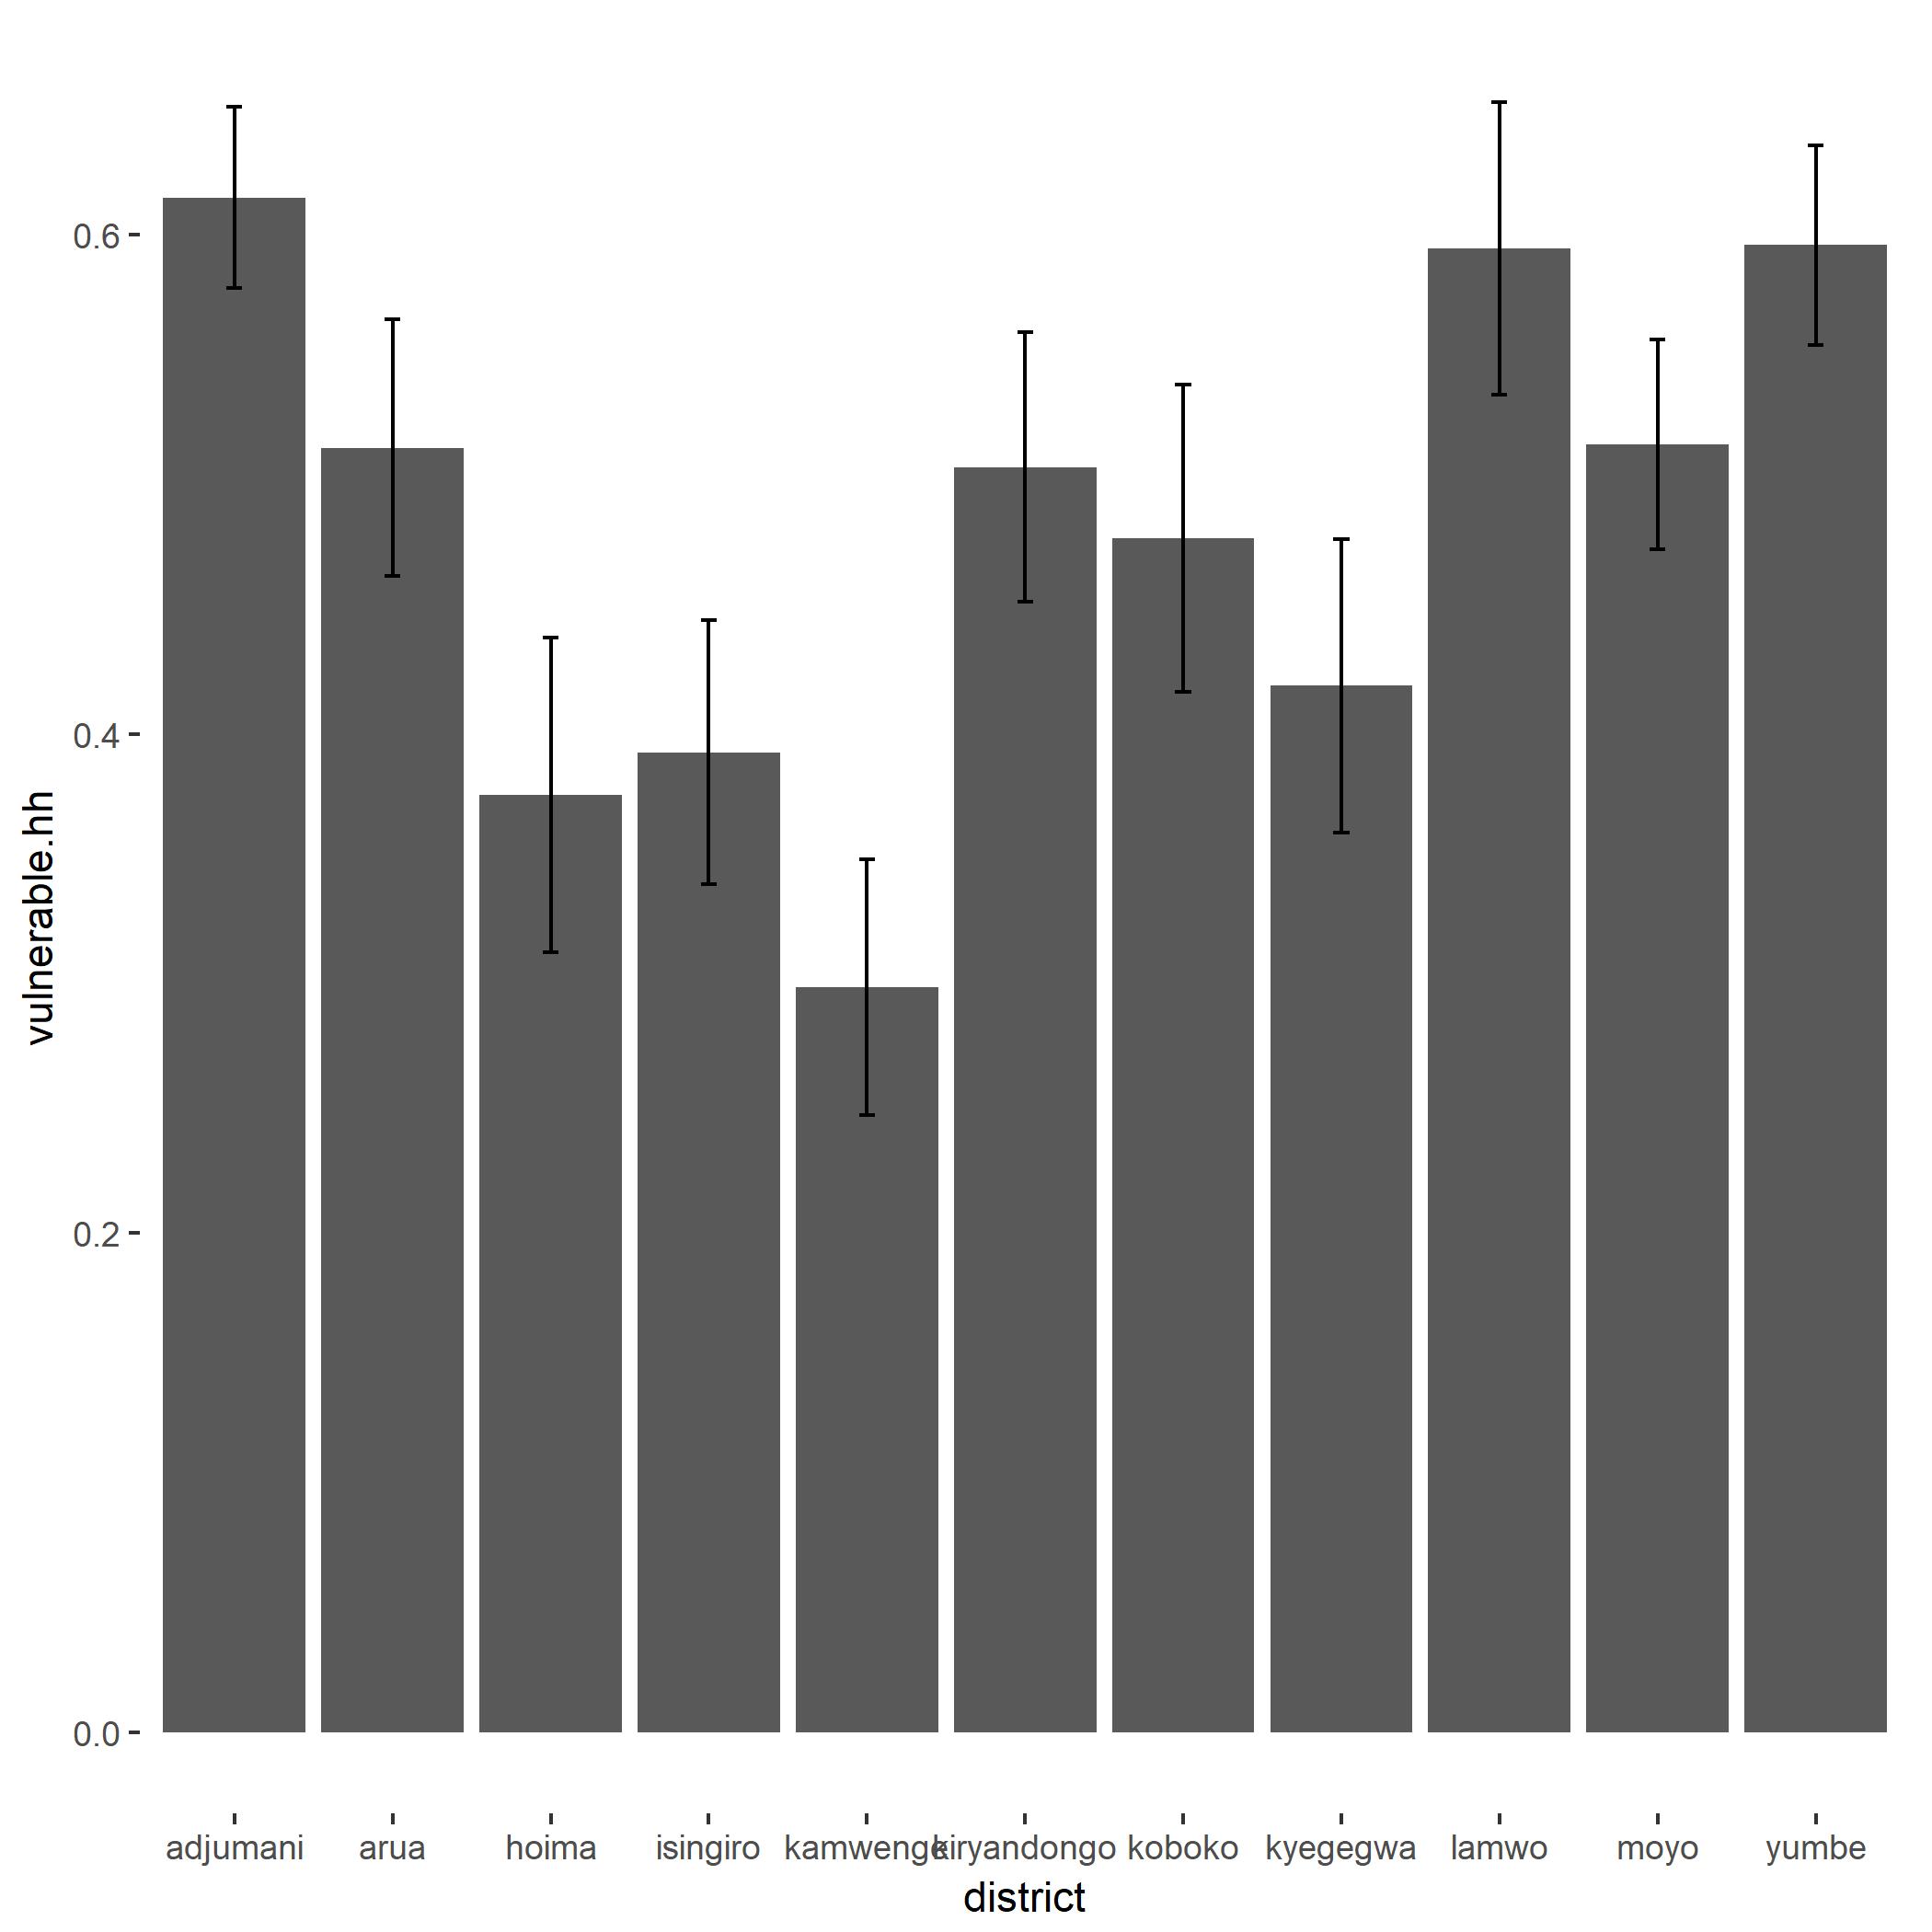 vulnerable.hh
0.6
0.4
0.2
0.0
adjumani arua hoima isingiro kamwenge kiryandongo koboko kyegegwa lamwo moyo yumbe
district